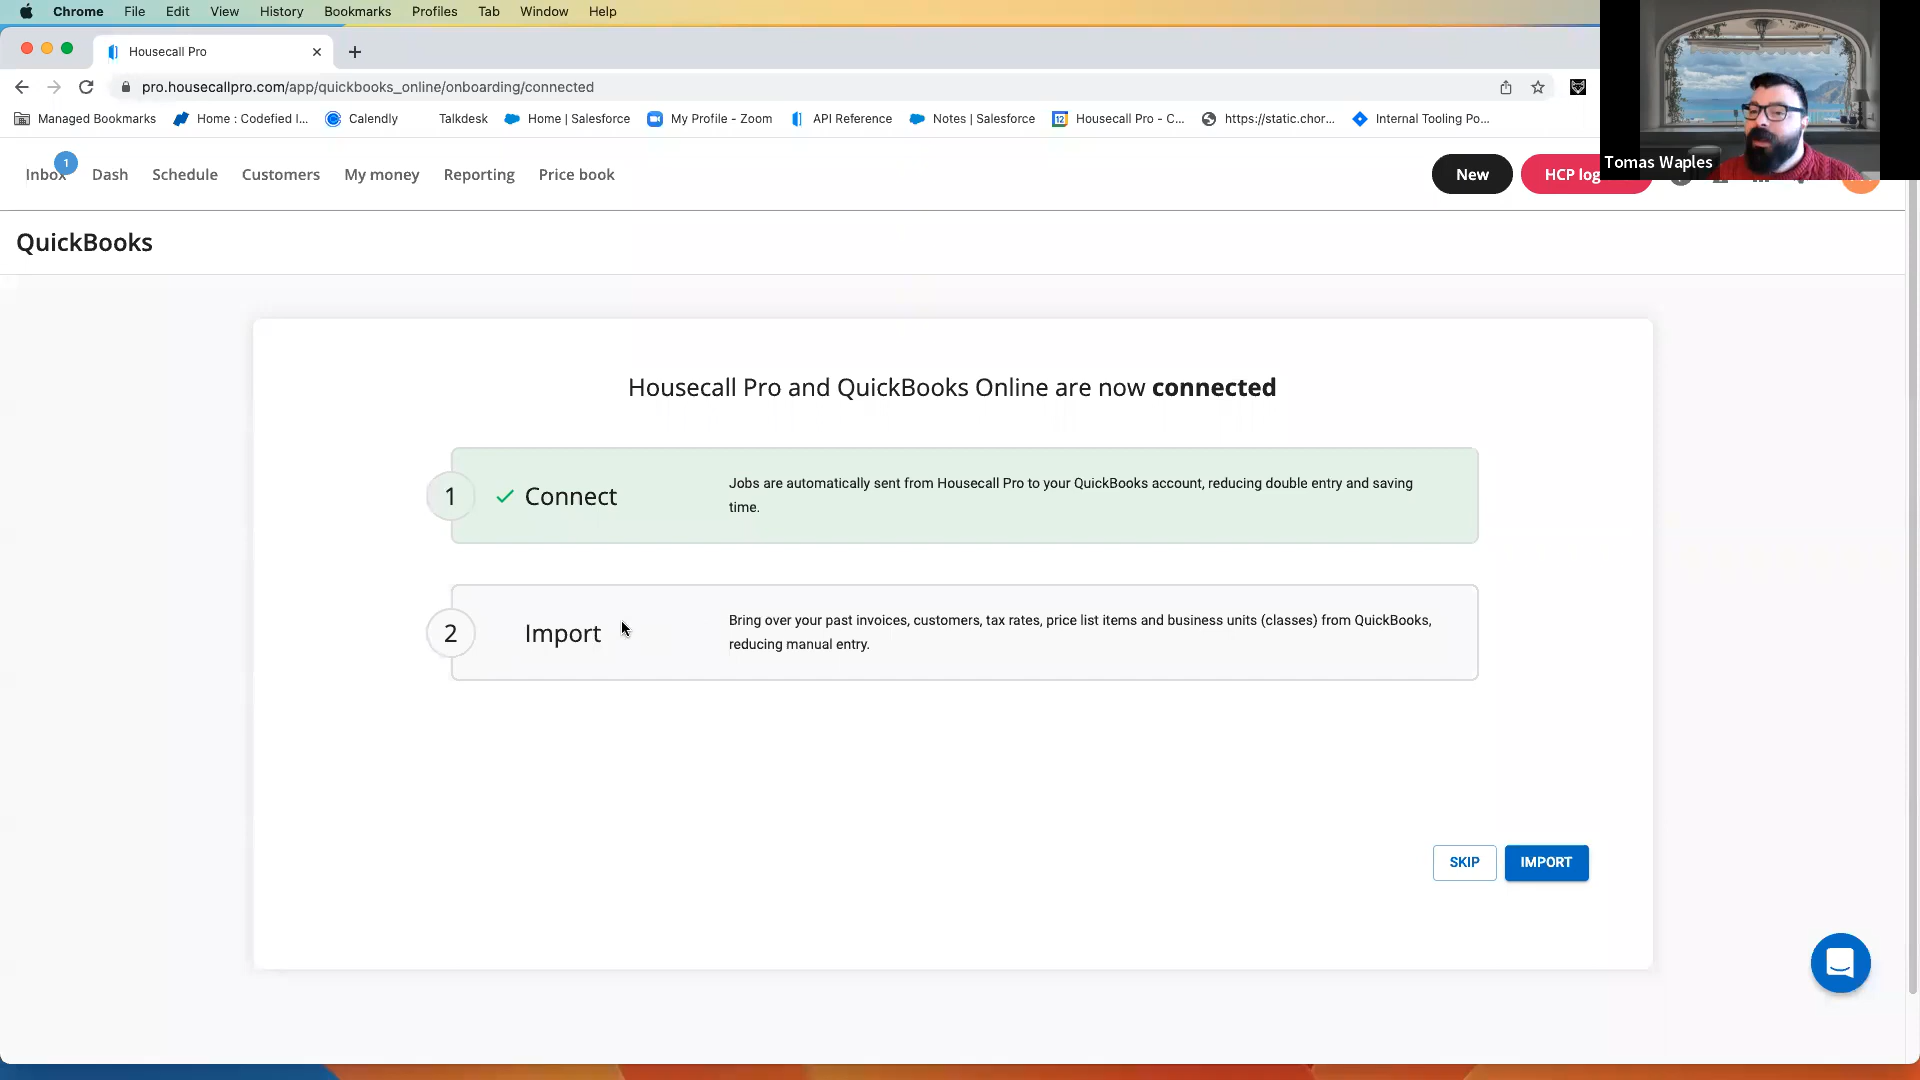 Chrome File Edit View History Bookmarks Profiles Tab Window Help
Housecall Pro
pro.housecallpro.com/app/quickbooks_online/onboarding/connected
Managed Bookmarks Home : Codefied I... Calendly Talkdesk Home | Salesforce My Profile - Zoom API Reference Notes | Salesforce 12 Housecall Pro - C... https://static.chor... Internal Tooling Po...
Tomas Waples
Inbox 1 Dash Schedule Customers My money Reporting Price book New HCP log
QuickBooks
Housecall Pro and QuickBooks Online are now connected
1 Connect
Jobs are automatically sent from Housecall Pro to your QuickBooks account, reducing double entry and saving
time.
2 Import
Bring over your past invoices, customers, tax rates, price list items and business units (classes) from QuickBooks,
reducing manual entry.
SKIP IMPORT